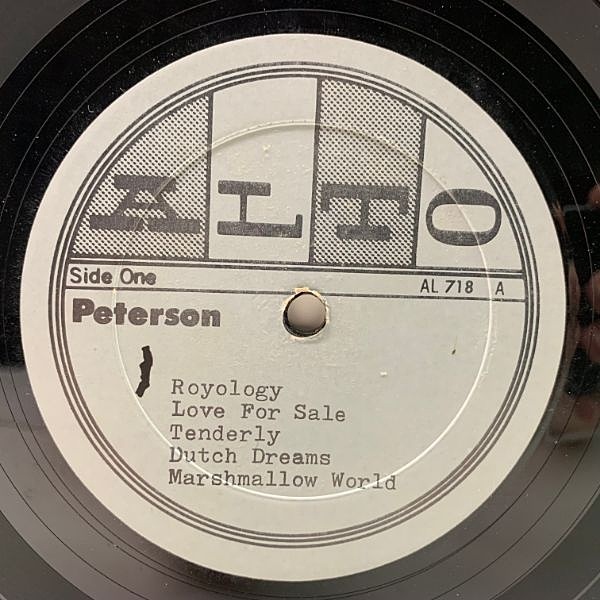 ALTO
Side One AL 718 A
Peterson
Royology
Love For Sale
Tenderly
Dutch Dreams
Marshmallow World